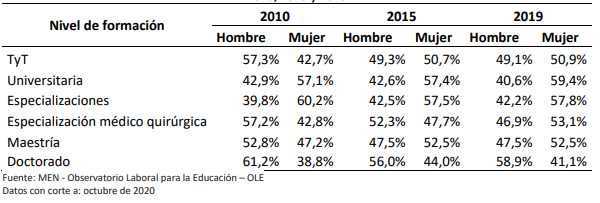 Nivel de formación 2010 2015 2019
Hombre Mujer Hombre Mujer Hombre Mujer
TyT 57,3% 42,7% 49,3% 50,7% 49,1% 50,9%
Universitaria 42,9% 57,1% 42,6% 57,4% 40,6% 59,4%
Especializaciones 39,8% 60,2% 42,5% 57,5% 42,2% 57,8%
Especialización médico quirúrgica 57,2% 42,8% 52,3% 47,7% 46,9% 53,1%
Maestría 52,8% 47,2% 47,5% 52,5% 47,5% 52,5%
Doctorado 61,2% 38,8% 56,0% 44,0% 58,9% 41,1%
Fuente: MEN - Observatorio Laboral para la Educación – OLE
Datos con corte a: octubre de 2020